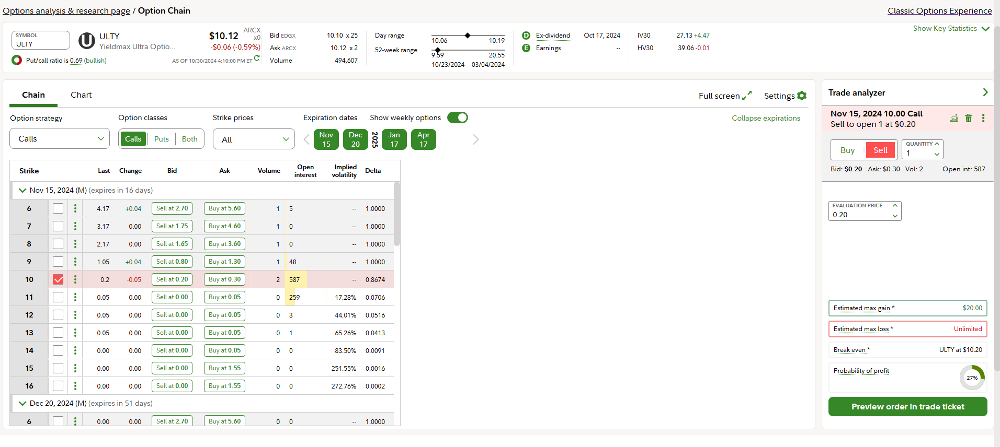 Options analysis & research page / Option Chain
Classic Options Experience
SYMBOL
ULTY
ULTY
Yieldmax Ultra Optio...
$10.12
ARCX
x0
-$0.06 (-0.59%)
Put/call ratio is 0.69 (bullish)
AS OF 10/30/2024 4:10:00 PM ET
Bid EDGX 10.10 x 25
Ask ARCX 10.12 x 2
Volume 494,607
Day range
10.06 10.19
52-week range
9.59 20.55
10/23/2024 03/04/2024
D Ex-dividend Oct 17, 2024
E Earnings --
IV30 27.13 +4.47
HV30 39.06 -0.01
Show Key Statistics
Chain Chart
Full screen Settings
Option strategy
Calls
Option classes
Calls Puts Both
Strike prices
All
Expiration dates Show weekly options
Nov 15
Dec 20
2025
Jan 17
Apr 17
Collapse expirations
Strike Last Change Bid Ask Volume Open interest Implied volatility Delta
Nov 15, 2024 (M) (expires in 16 days)
6 4.17 +0.04 Sell at 2.70 Buy at 5.60 1 5 -- 1.0000
7 3.17 0.00 Sell at 1.75 Buy at 4.60 1 0 -- 1.0000
8 2.17 0.00 Sell at 1.65 Buy at 3.60 1 0 -- 1.0000
9 1.05 +0.04 Sell at 0.80 Buy at 1.30 1 48 -- 1.0000
10 0.2 -0.05 Sell at 0.20 Buy at 0.30 2 587 -- 0.8674
11 0.05 0.00 Sell at 0.00 Buy at 0.05 0 259 17.28% 0.0706
12 0.05 0.00 Sell at 0.00 Buy at 0.05 0 3 44.01% 0.0516
13 0.05 0.00 Sell at 0.00 Buy at 0.05 0 1 65.26% 0.0413
14 0.00 0.00 Sell at 0.00 Buy at 0.05 0 0 83.50% 0.0091
15 0.00 0.00 Sell at 0.00 Buy at 1.55 0 0 251.55% 0.0016
16 0.00 0.00 Sell at 0.00 Buy at 1.55 0 0 272.76% 0.0002
Dec 20, 2024 (M) (expires in 51 days)
6 0.00 0.00 Sell at 2.70 Buy at 5.60 0 0 -- 1.0000
Trade analyzer
Nov 15, 2024 10.00 Call
Sell to open 1 at $0.20
Buy Sell
QUANTITY
1
Bid: $0.20 Ask: $0.30 Vol: 2 Open int: 587
EVALUATION PRICE
0.20
Estimated max gain * $20.00
Estimated max loss * Unlimited
Break even * ULTY at $10.20
Probability of profit
27%
Preview order in trade ticket